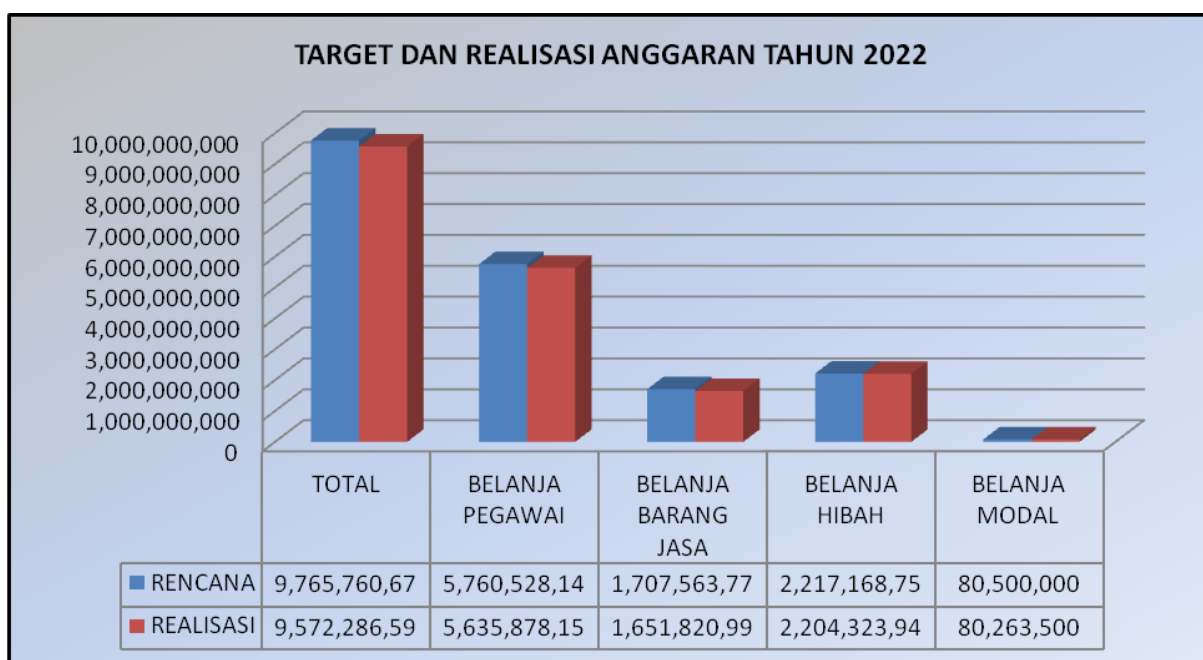 TARGET DAN REALISASI ANGGARAN TAHUN 2022
10,000,000,000
9,000,000,000
8,000,000,000
7,000,000,000
6,000,000,000
5,000,000,000
4,000,000,000
3,000,000,000
2,000,000,000
1,000,000,000
0
TOTAL
BELANJA
PEGAWAI
BELANJA
BARANG
JASA
BELANJA
HIBAH
BELANJA
MODAL
RENCANA 9,765,760,67 5,760,528,14 1,707,563,77 2,217,168,75 80,500,000
REALISASI 9,572,286,59 5,635,878,15 1,651,820,99 2,204,323,94 80,263,500